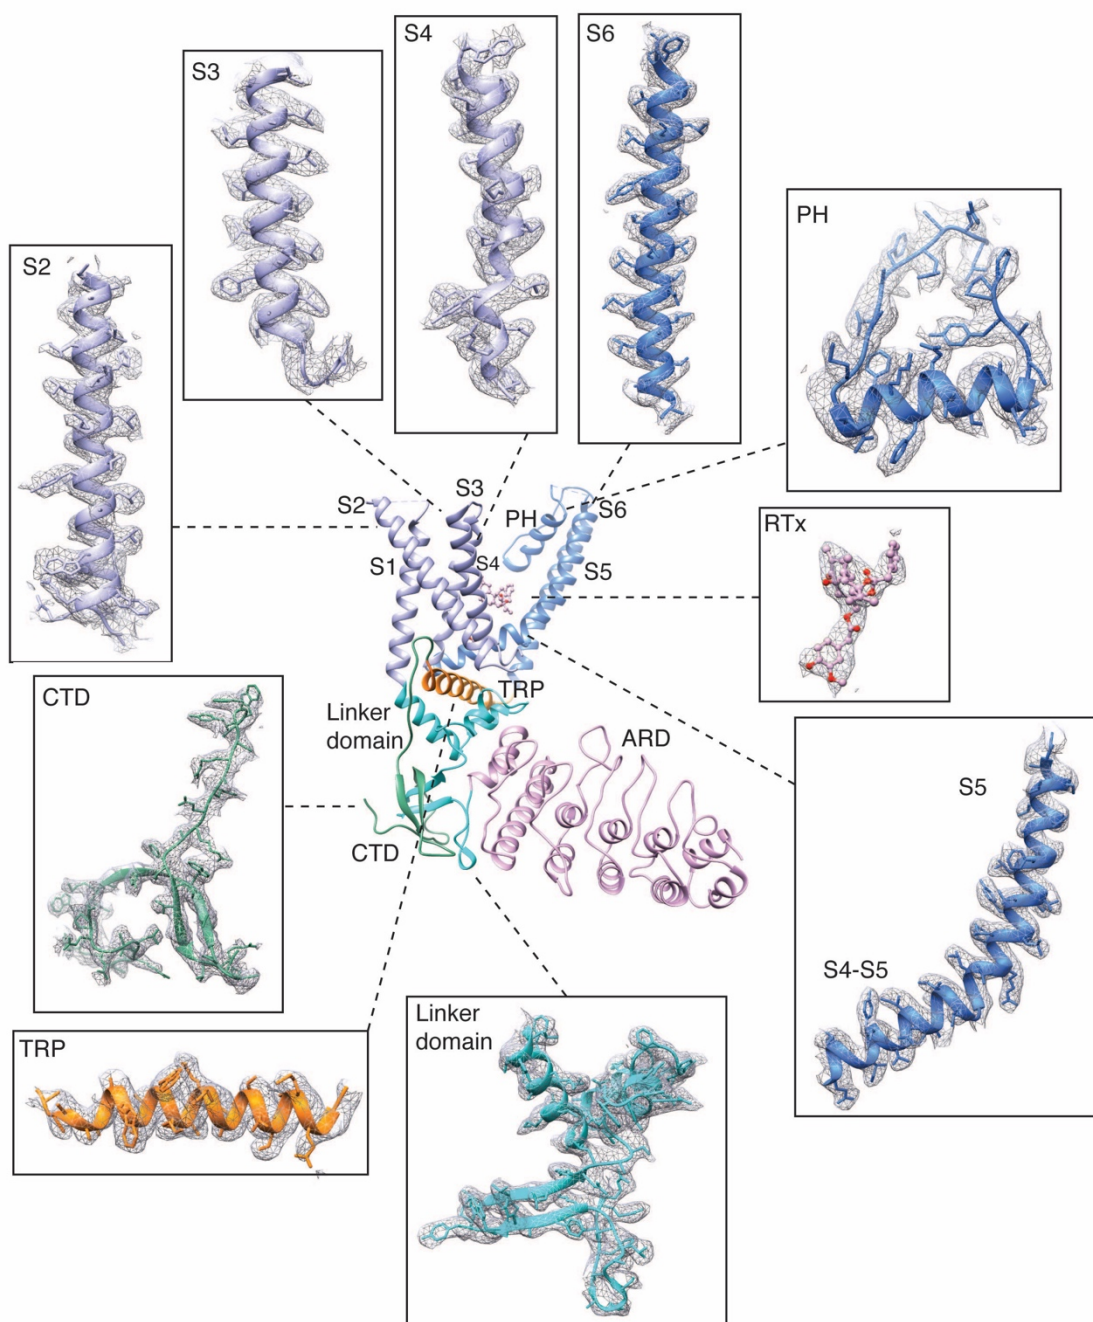 S4
S6
S3
PH
S2
S3
S2
PH
S6
RTx
S1
S4
S5
CTD
TRP
Linker
domain
ARD
S5
CTD
S4-S5
Linker
domain
TRP